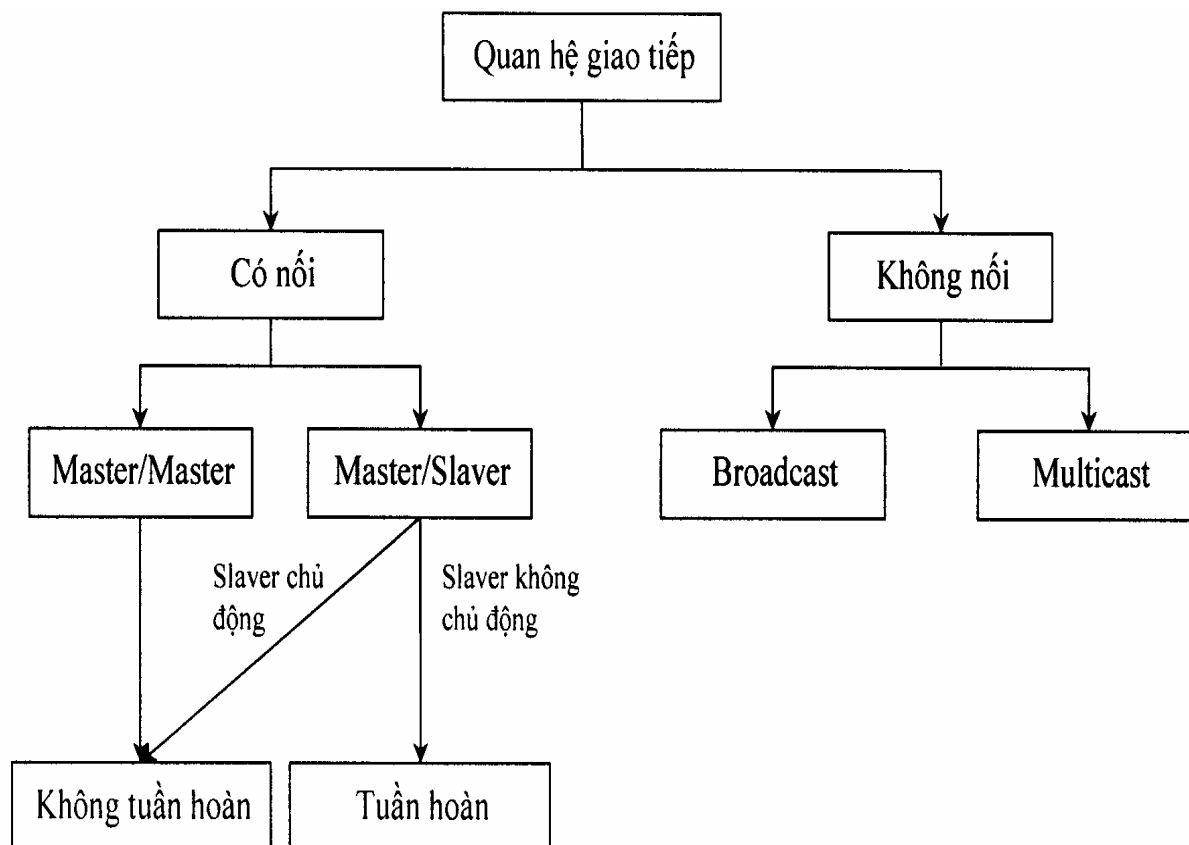 Quan hệ giao tiếp
Có nối
Không nối
Master/Master
Master/Slaver
Broadcast
Multicast
Slaver chủ
động
Slaver không
chủ động
Không tuần hoàn
Tuần hoàn